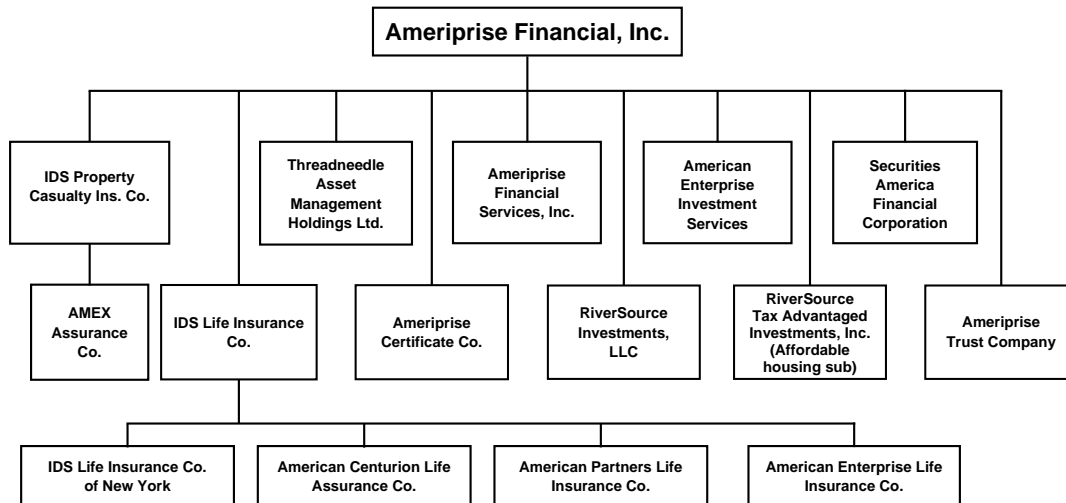 Ameriprise Financial, Inc.
IDS Property
Casualty Ins. Co.
Threadneedle
Asset
Management
Holdings Ltd.
Ameriprise
Financial
Services, Inc.
American
Enterprise
Investment
Services
Securities
America
Financial
Corporation
AMEX
Assurance
Co.
IDS Life Insurance
Co.
Ameriprise
Certificate Co.
RiverSource
Investments,
LLC
RiverSource
Tax Advantaged
Investments, Inc.
(Affordable
housing sub)
Ameriprise
Trust Company
IDS Life Insurance Co.
of New York
American Centurion Life
Assurance Co.
American Partners Life
Insurance Co.
American Enterprise Life
Insurance Co.